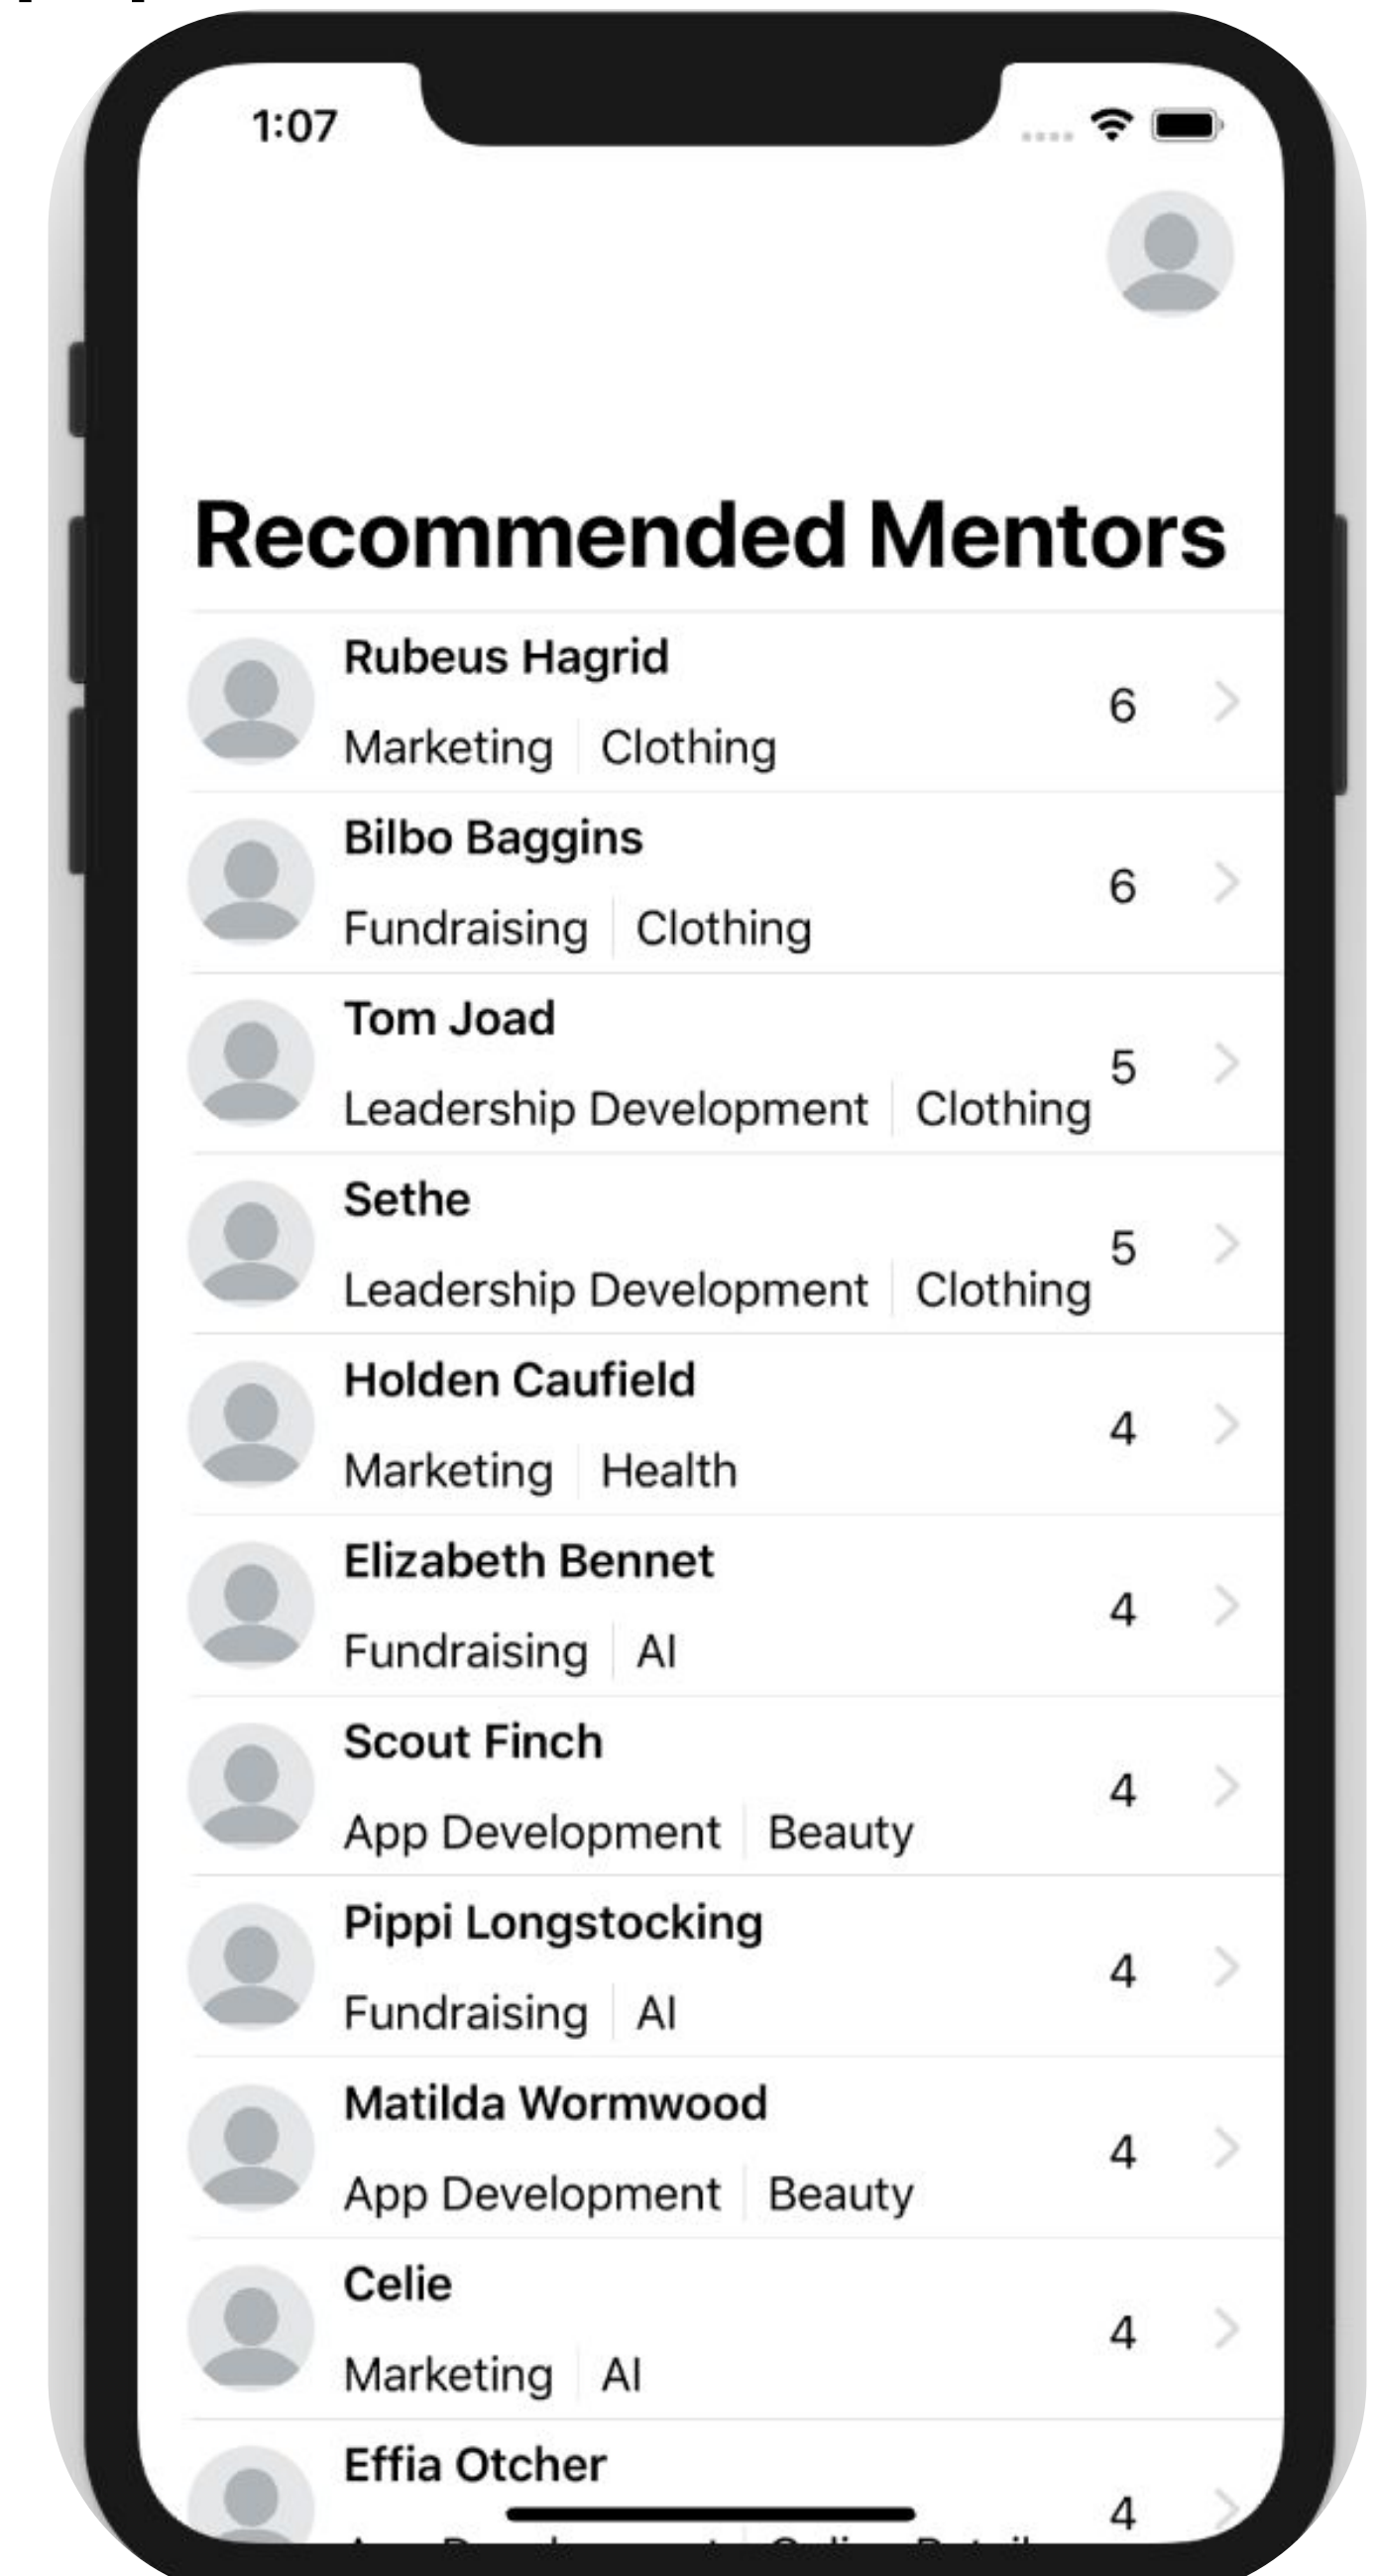 1:07
Recommended Mentors
Rubeus Hagrid
Marketing Clothing
6
Bilbo Baggins
Fundraising Clothing
6
Tom Joad
Leadership Development Clothing
5
Sethe
Leadership Development Clothing
5
Holden Caufield
Marketing Health
4
Elizabeth Bennet
Fundraising AI
4
Scout Finch
App Development Beauty
4
Pippi Longstocking
Fundraising AI
4
Matilda Wormwood
App Development Beauty
4
Celie
Marketing AI
4
Effia Otcher
4